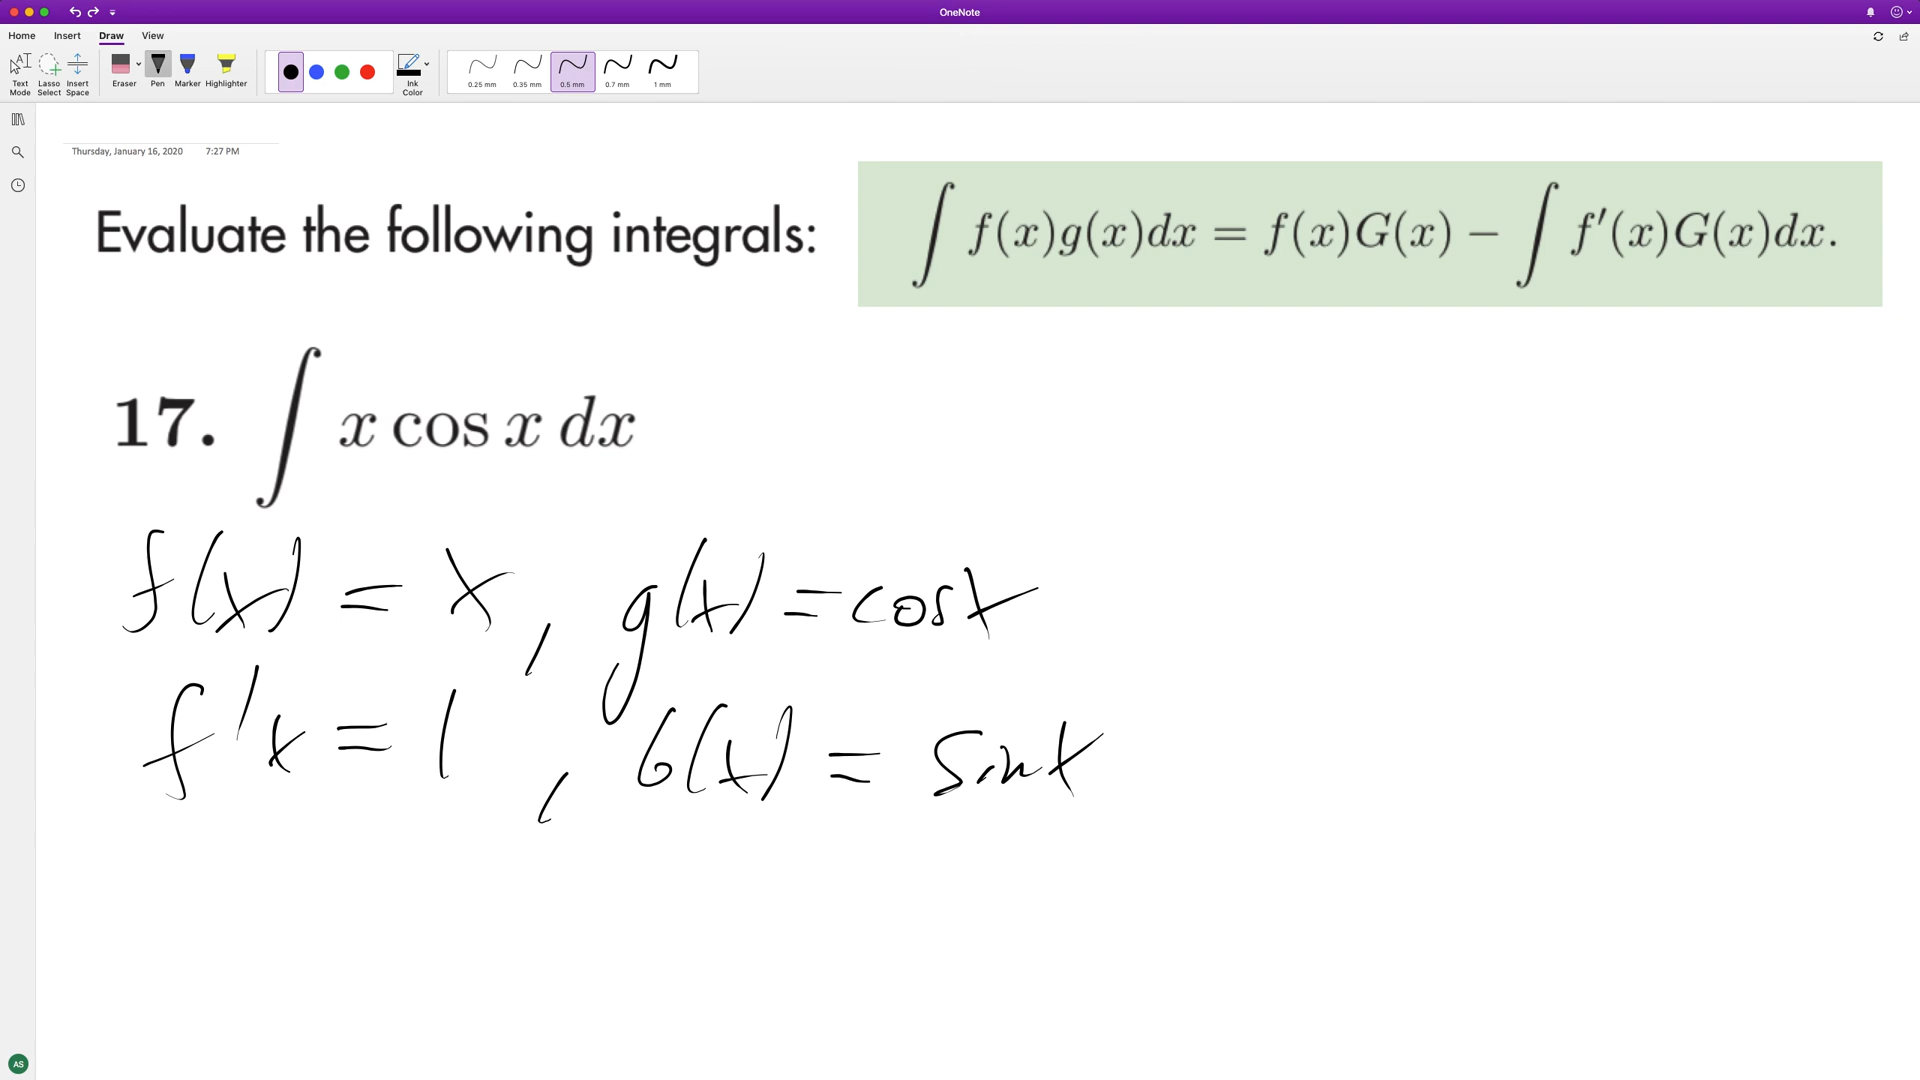 OneNote
Home Insert Draw View
Text Mode Lasso Select Insert Space Eraser Pen Marker Highlighter Ink Color 0.25 mm 0.35 mm 0.5 mm 0.7 mm 1 mm
Thursday, January 16, 2020 7:27 PM
Evaluate the following integrals: ∫ f(x)g(x)dx = f(x)G(x) − ∫ f′(x)G(x)dx.
17. ∫ x cos x dx
f(x) = x, g(x) = cosx
f'x = 1, G(x) = sinx
AS